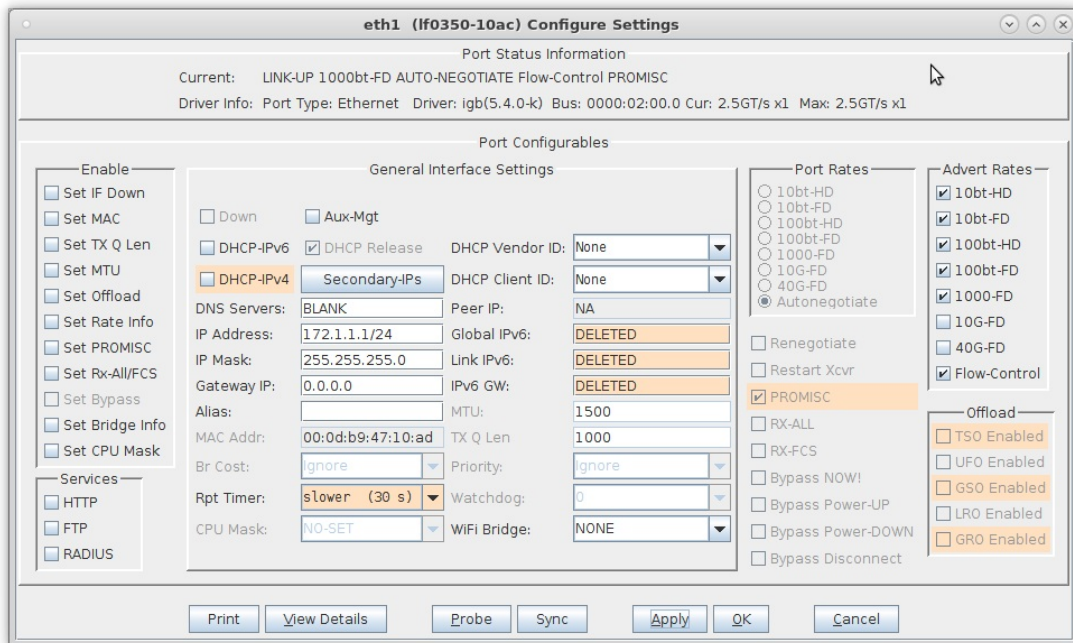 eth1 (lf0350-10ac) Configure Settings
Port Status Information
Current: LINK-UP 1000bt-FD AUTO-NEGOTIATE Flow-Control PROMISC
Driver Info: Port Type: Ethernet Driver: igb(5.4.0-k) Bus: 0000:02:00.0 Cur: 2.5GT/s x1 Max: 2.5GT/s x1
Port Configurables
Enable
Set IF Down
Set MAC
Set TX Q Len
Set MTU
Set Offload
Set Rate Info
Set PROMISC
Set Rx-All/FCS
Set Bypass
Set Bridge Info
Set CPU Mask
Services
HTTP
FTP
RADIUS
General Interface Settings
Down Aux-Mgt
DHCP-IPv6 DHCP Release DHCP Vendor ID: None
DHCP-IPv4 Secondary-IPs DHCP Client ID: None
DNS Servers: BLANK Peer IP: NA
IP Address: 172.1.1.1/24 Global IPv6: DELETED
IP Mask: 255.255.255.0 Link IPv6: DELETED
Gateway IP: 0.0.0.0 IPv6 GW: DELETED
Alias: MTU: 1500
MAC Addr: 00:0d:b9:47:10:ad TX Q Len 1000
Br Cost: Ignore Priority: Ignore
Rpt Timer: slower (30 s) Watchdog: 0
CPU Mask: NO-SET WiFi Bridge: NONE
Port Rates
10bt-HD
10bt-FD
100bt-HD
100bt-FD
1000-FD
10G-FD
40G-FD
Autonegotiate
Renegotiate
Restart Xcvr
PROMISC
RX-ALL
RX-FCS
Bypass NOW!
Bypass Power-UP
Bypass Power-DOWN
Bypass Disconnect
Advert Rates
10bt-HD
10bt-FD
100bt-HD
100bt-FD
1000-FD
10G-FD
40G-FD
Flow-Control
Offload
TSO Enabled
UFO Enabled
GSO Enabled
LRO Enabled
GRO Enabled
Print View Details Probe Sync Apply OK Cancel